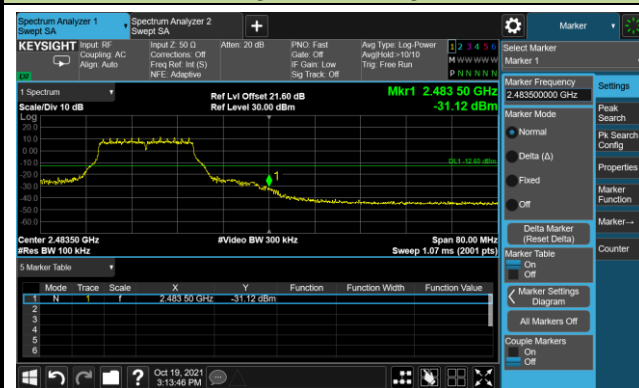 Spectrum Analyzer 1
Swept SA
Spectrum Analyzer 2
Swept SA
+
Marker
KEYSIGHT
Input: RF
Coupling: AC
Align: Auto
Input Z: 50 Ω
Corrections: Off
Freq Ref: Int (S)
NFE: Adaptive
Atten: 20 dB
PNO: Fast
Gate: Off
IF Gain: Low
Sig Track: Off
Avg Type: Log-Power
Avg|Hold:>10/10
Trig: Free Run
1 2 3 4 5 6
M W W W W W
P N N N N N
Select Marker
Marker 1
LXI
1 Spectrum
Scale/Div 10 dB
Ref Lvl Offset 21.60 dB
Ref Level 30.00 dBm
Mkr1 2.483 50 GHz
-31.12 dBm
Log
20.0
10.0
0.00
-10.0
-20.0
-30.0
-40.0
-50.0
-60.0
DL1 -12.60 dBm
1
Center 2.48350 GHz
#Res BW 100 kHz
#Video BW 300 kHz
Span 80.00 MHz
Sweep 1.07 ms (2001 pts)
5 Marker Table
Mode Trace Scale X Y Function Function Width Function Value
1 N 1 f 2.483 50 GHz -31.12 dBm
2
3
4
5
6
Marker Frequency
2.483500000 GHz
Marker Mode
Normal
Delta (Δ)
Fixed
Off
Delta Marker
(Reset Delta)
Marker Table
On
Off
Marker Settings
Diagram
All Markers Off
Couple Markers
On
Off
Settings
Peak
Search
Pk Search
Config
Properties
Marker
Function
Marker→
Counter
?
Oct 19, 2021
3:13:46 PM